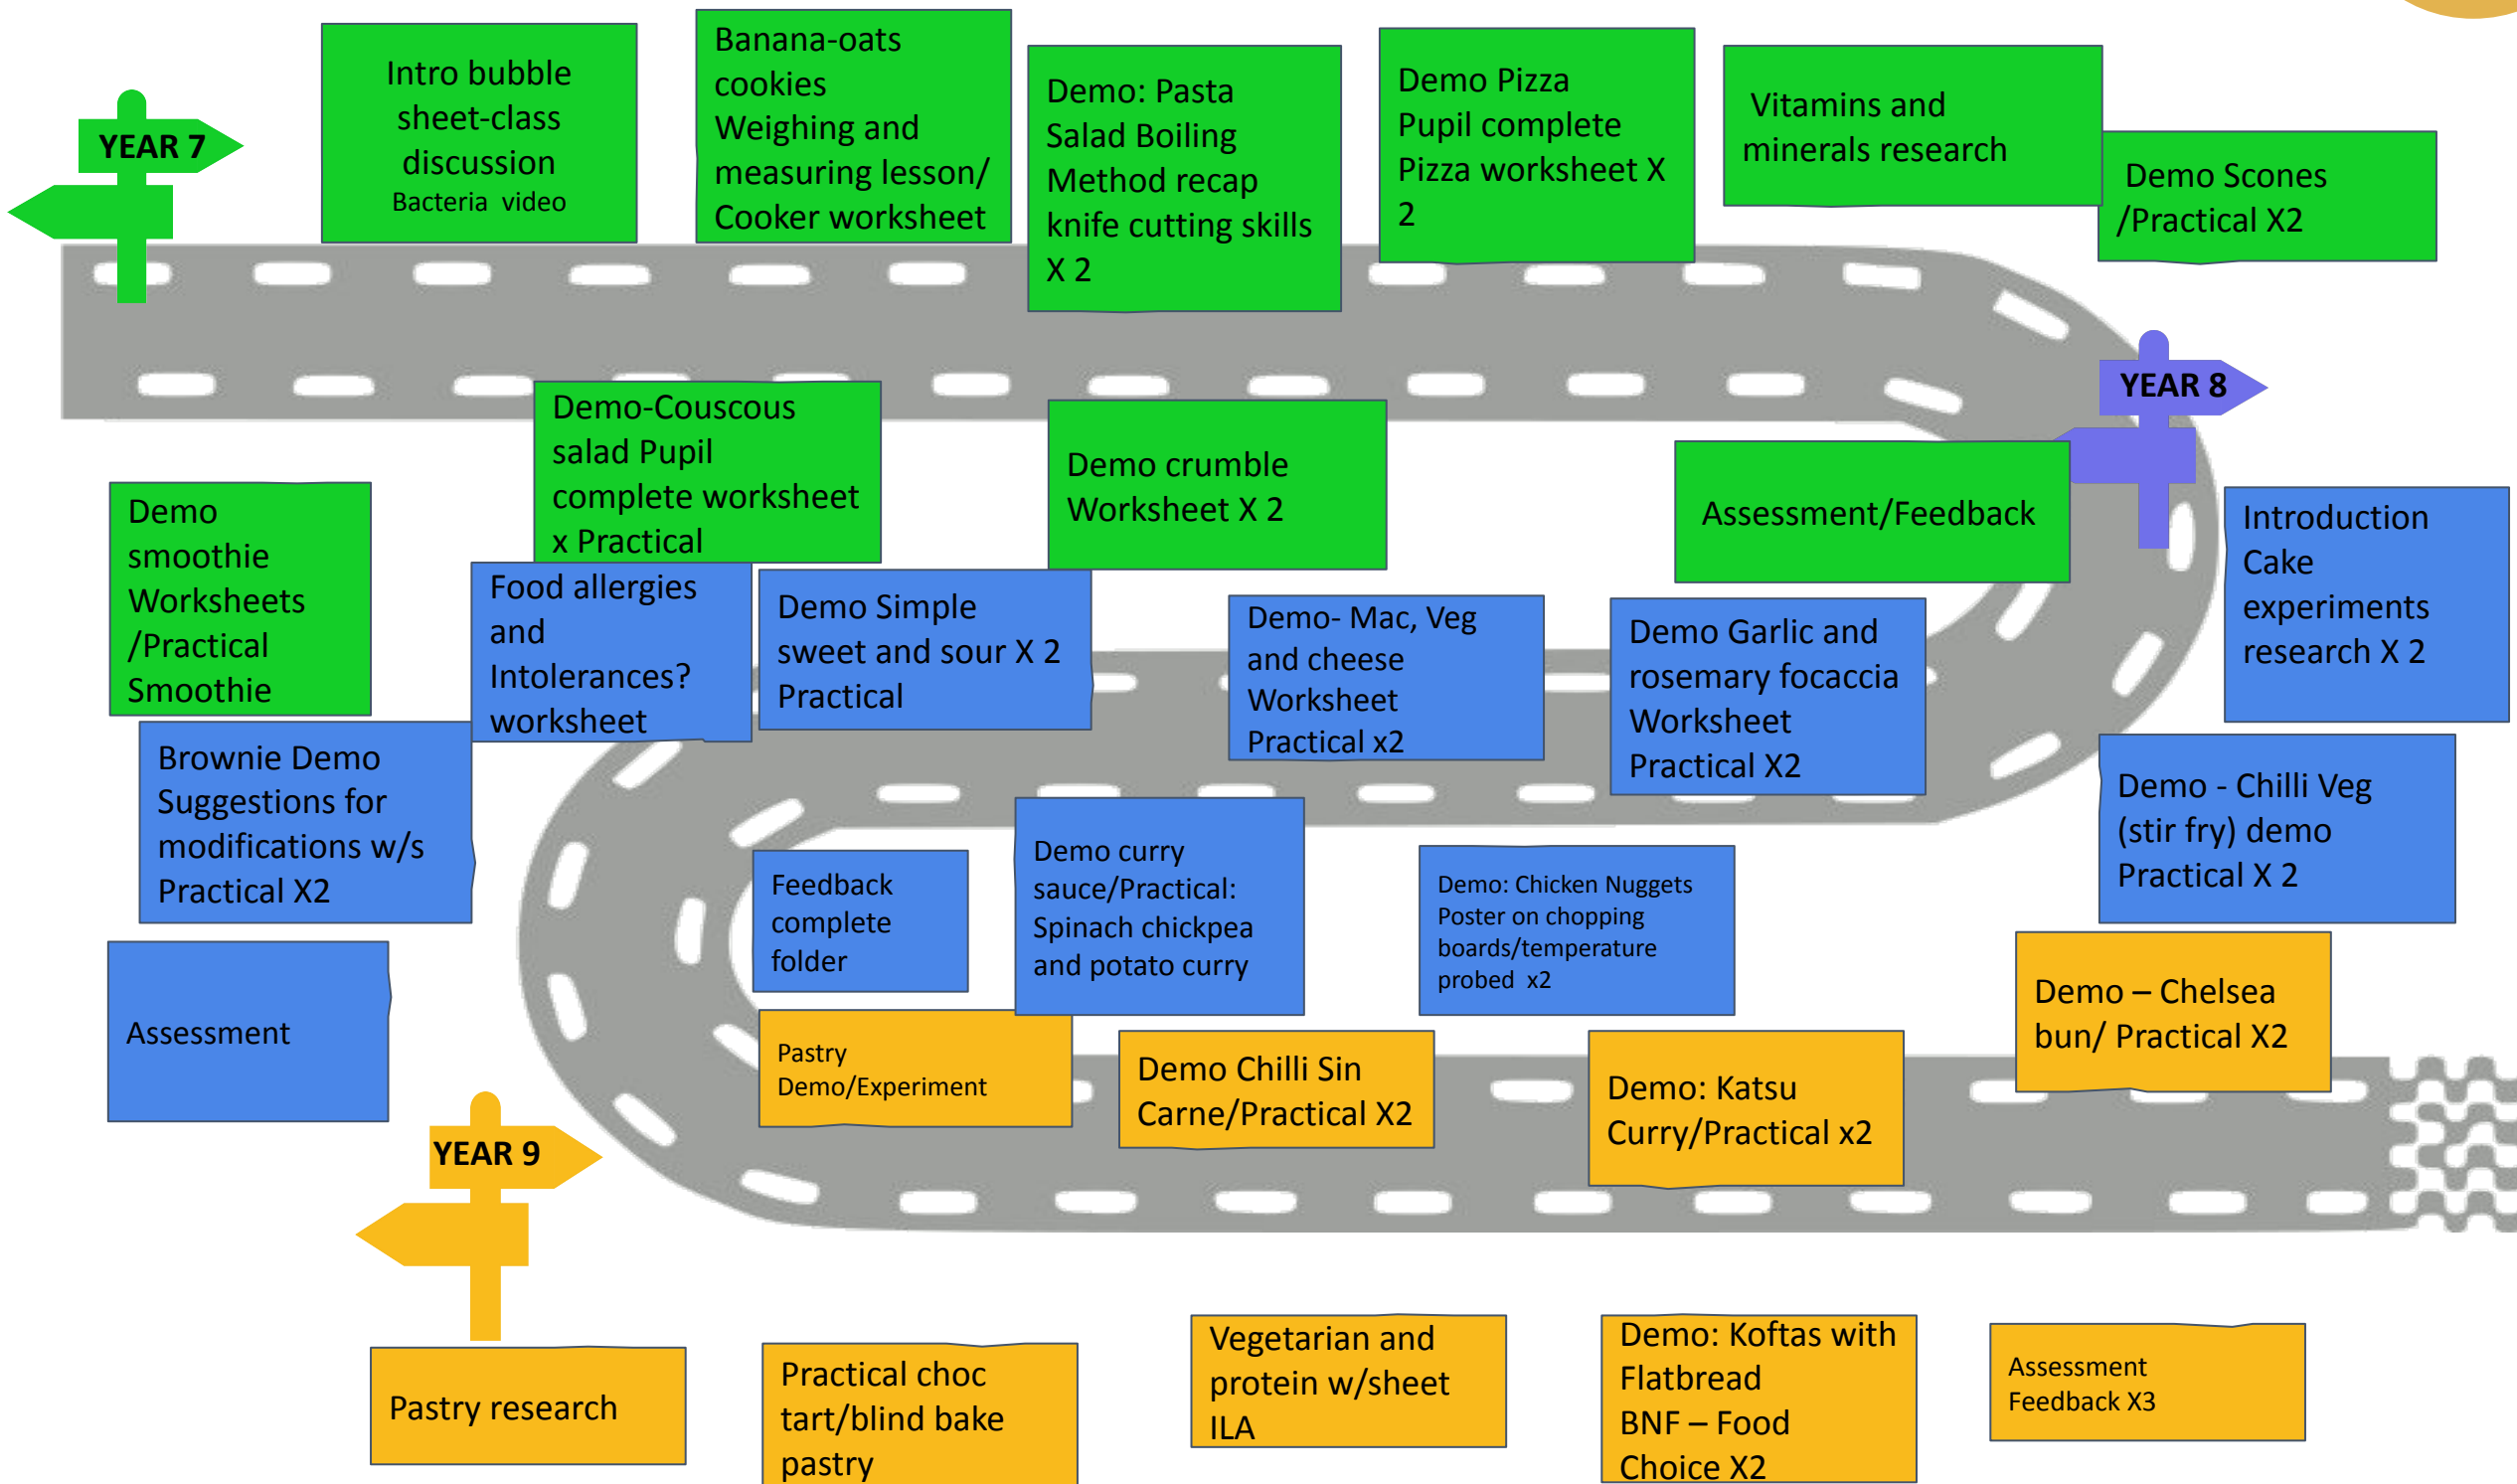 YEAR 7
Intro bubble
sheet-class
discussion
Bacteria video
Banana-oats
cookies
Weighing and
measuring lesson/
Cooker worksheet
Demo: Pasta
Salad Boiling
Method recap
knife cutting skills
X 2
Demo Pizza
Pupil complete
Pizza worksheet X
2
Vitamins and
minerals research
Demo Scones
/Practical X2
Demo
smoothie
Worksheets
/Practical
Smoothie
Demo-Couscous
salad Pupil
complete worksheet
x Practical
Demo crumble
Worksheet X 2
Assessment/Feedback
YEAR 8
Introduction
Cake
experiments
research X 2
Demo - Chilli Veg
(stir fry) demo
Practical X 2
Demo Garlic and
rosemary focaccia
Worksheet
Practical X2
Demo- Mac, Veg
and cheese
Worksheet
Practical x2
Demo Simple
sweet and sour X 2
Practical
Food allergies
and
Intolerances?
worksheet
Brownie Demo
Suggestions for
modifications w/s
Practical X2
Assessment
Feedback
complete
folder
Demo curry
sauce/Practical:
Spinach chickpea
and potato curry
Demo: Chicken Nuggets
Poster on chopping
boards/temperature
probed x2
YEAR 9
Pastry research
Pastry
Demo/Experiment
Practical choc
tart/blind bake
pastry
Demo Chilli Sin
Carne/Practical X2
Vegetarian and
protein w/sheet
ILA
Demo: Katsu
Curry/Practical x2
Demo: Koftas with
Flatbread
BNF – Food
Choice X2
Demo – Chelsea
bun/ Practical X2
Assessment
Feedback X3